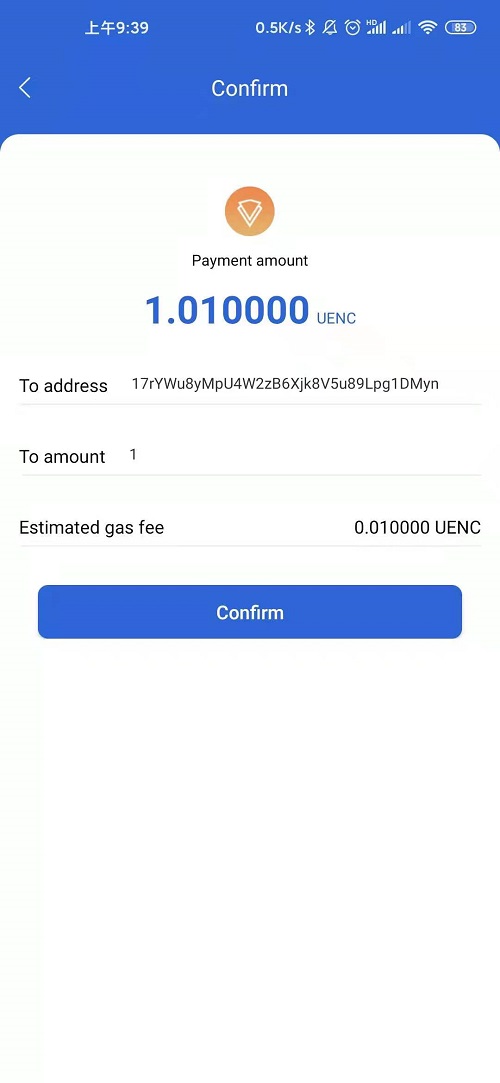 上午9:39 0.5K/s HD 83
Confirm
Payment amount
1.010000 UENC
To address 17rYWu8yMpU4W2zB6Xjk8V5u89Lpg1DMyn
To amount 1
Estimated gas fee 0.010000 UENC
Confirm